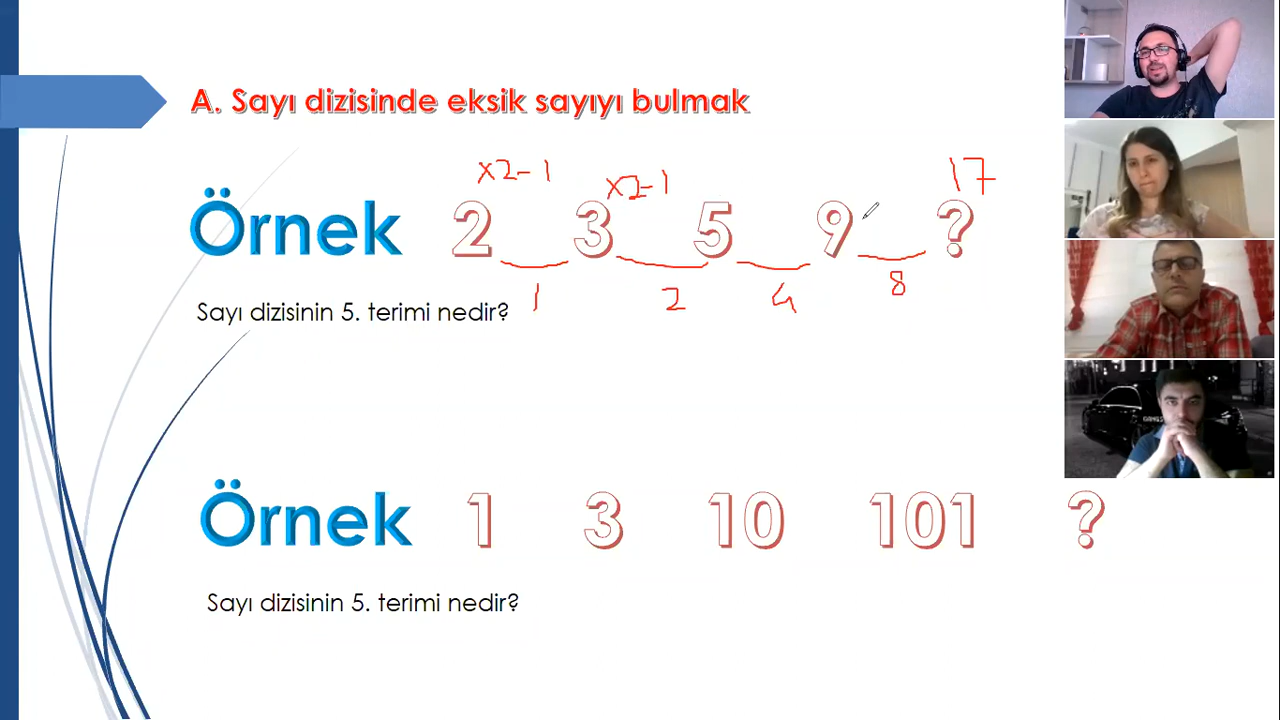 A. Sayı dizisinde eksik sayıyı bulmak
x2-1 x2-1 17
Örnek 2 3 5 9 ?
1 2 4 8
Sayı dizisinin 5. terimi nedir?
Örnek 1 3 10 101 ?
Sayı dizisinin 5. terimi nedir?